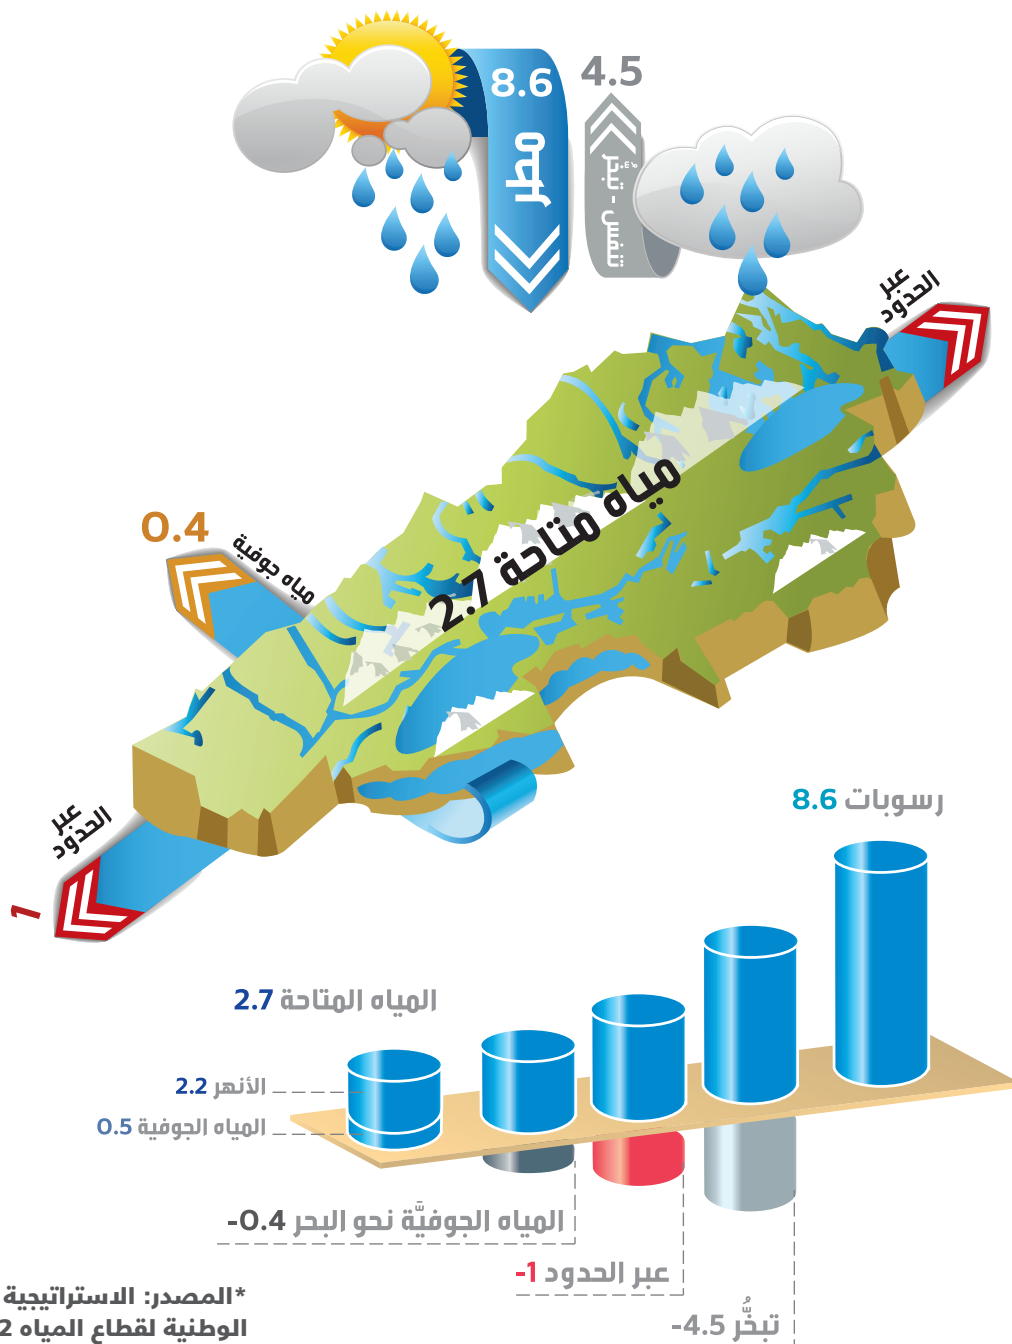 8.6
مطر
4.5
تنفس - تبخّر
عبر
الحدود
مياه متاحة 2.7
0.4
مياه جوفية
عبر
الحدود
1
رسوبات 8.6
المياه المتاحة 2.7
الأنهر 2.2
المياه الجوفية 0.5
المياه الجوفيَّة نحو البحر 0.4-
عبر الحدود 1-
تبخُّر 4.5-
*المصدر: الاستراتيجية
الوطنية لقطاع المياه